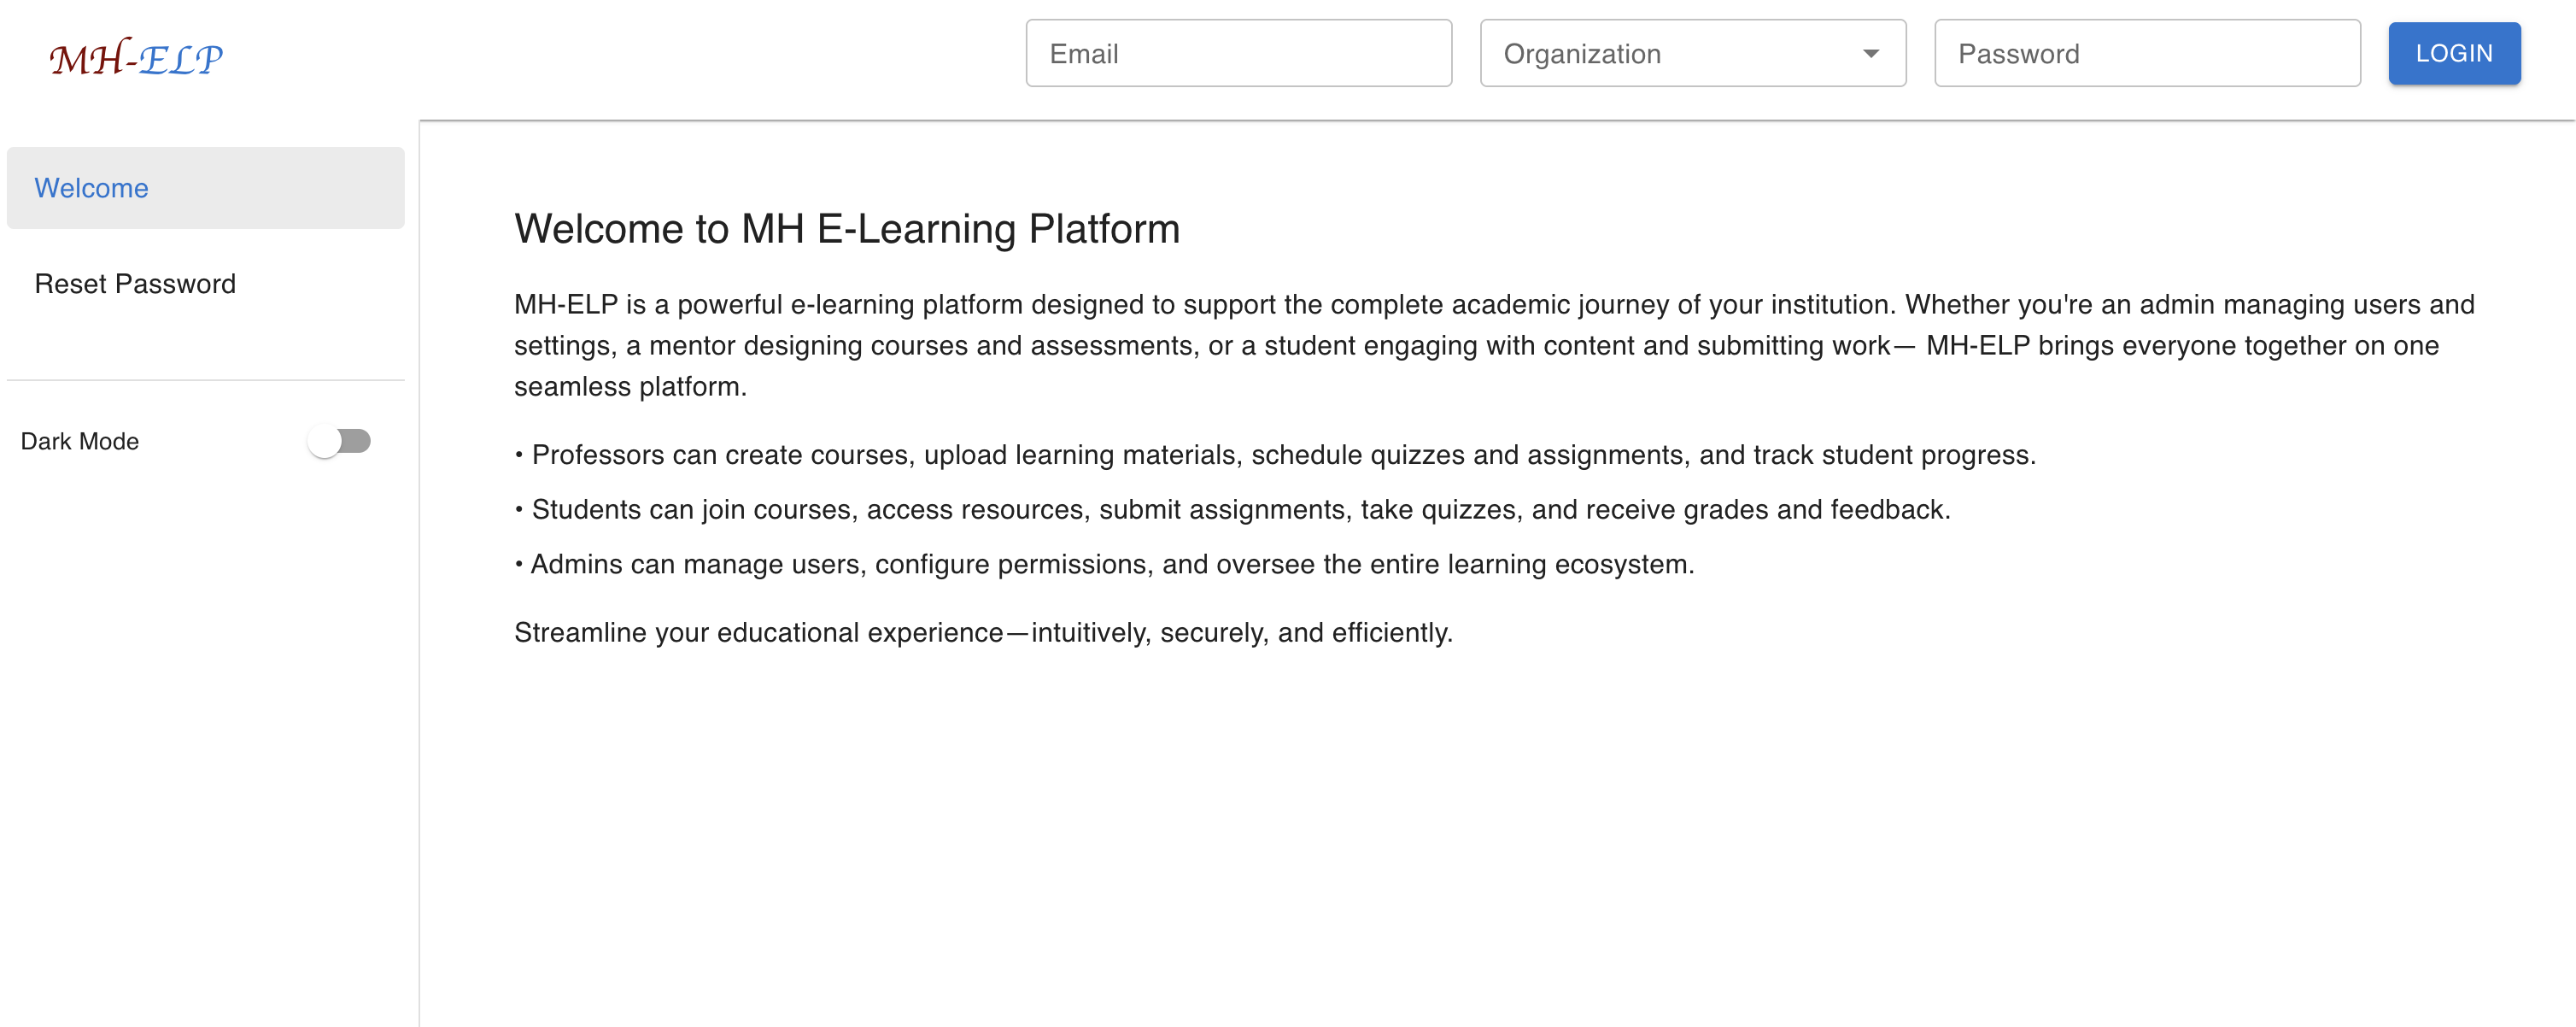 MH-ELP
Email
Organization
Password
LOGIN
Welcome
Reset Password
Dark Mode
Welcome to MH E-Learning Platform
MH-ELP is a powerful e-learning platform designed to support the complete academic journey of your institution. Whether you're an admin managing users and
settings, a mentor designing courses and assessments, or a student engaging with content and submitting work— MH-ELP brings everyone together on one
seamless platform.
• Professors can create courses, upload learning materials, schedule quizzes and assignments, and track student progress.
• Students can join courses, access resources, submit assignments, take quizzes, and receive grades and feedback.
• Admins can manage users, configure permissions, and oversee the entire learning ecosystem.
Streamline your educational experience—intuitively, securely, and efficiently.